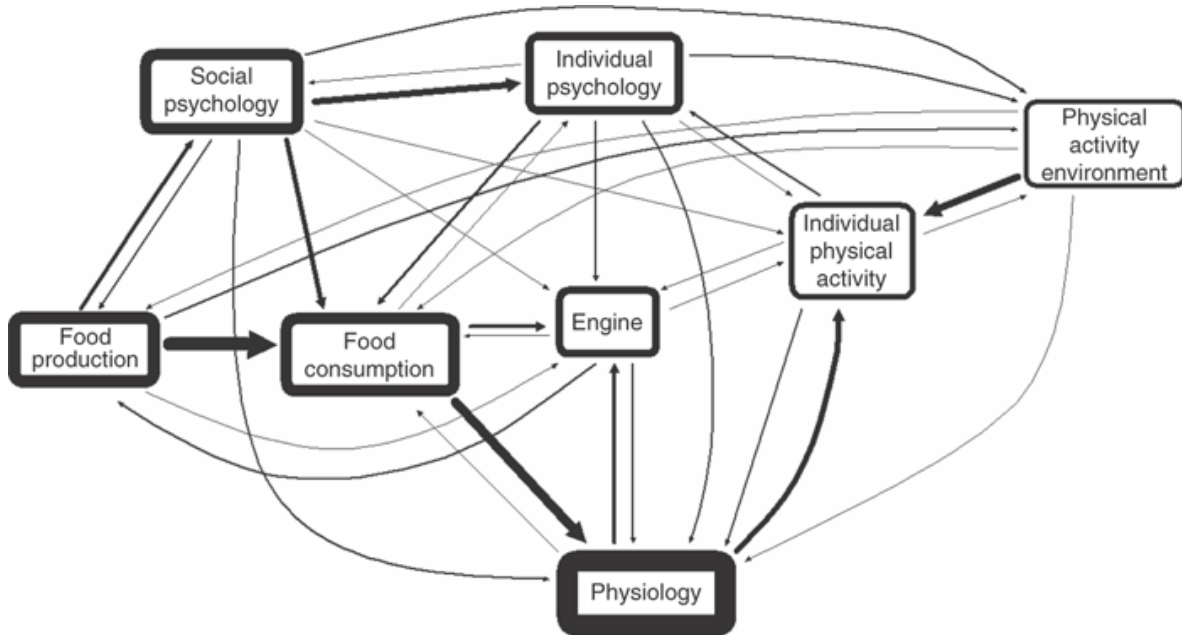 Social
psychology
Individual
psychology
Physical
activity
environment
Individual
physical
activity
Food
production
Food
consumption
Engine
Physiology